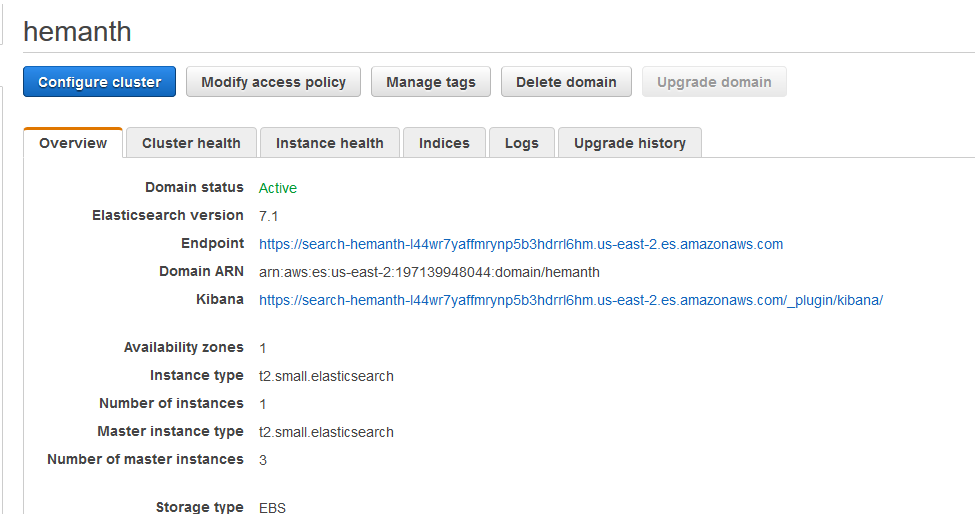 hemanth
Configure cluster Modify access policy Manage tags Delete domain Upgrade domain
Overview Cluster health Instance health Indices Logs Upgrade history
Domain status Active
Elasticsearch version 7.1
Endpoint https://search-hemanth-l44wr7yaffmrynp5b3hdrrl6hm.us-east-2.es.amazonaws.com
Domain ARN arn:aws:es:us-east-2:197139948044:domain/hemanth
Kibana https://search-hemanth-l44wr7yaffmrynp5b3hdrrl6hm.us-east-2.es.amazonaws.com/_plugin/kibana/
Availability zones 1
Instance type t2.small.elasticsearch
Number of instances 1
Master instance type t2.small.elasticsearch
Number of master instances 3
Storage type EBS